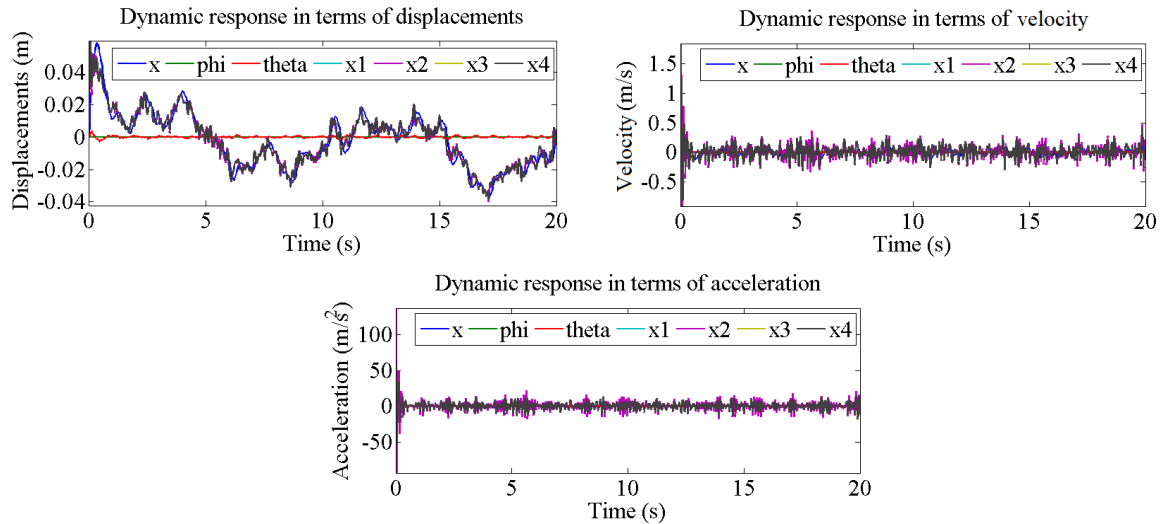 Dynamic response in terms of displacements
Displacements (m)
0.04
0.02
0
-0.02
-0.04
x phi theta x1 x2 x3 x4
0 5 10 15 20
Time (s)
Dynamic response in terms of velocity
Velocity (m/s)
1.5
1
0.5
0
-0.5
x phi theta x1 x2 x3 x4
0 5 10 15 20
Time (s)
Dynamic response in terms of acceleration
Acceleration (m/s²)
100
50
0
-50
x phi theta x1 x2 x3 x4
0 5 10 15 20
Time (s)